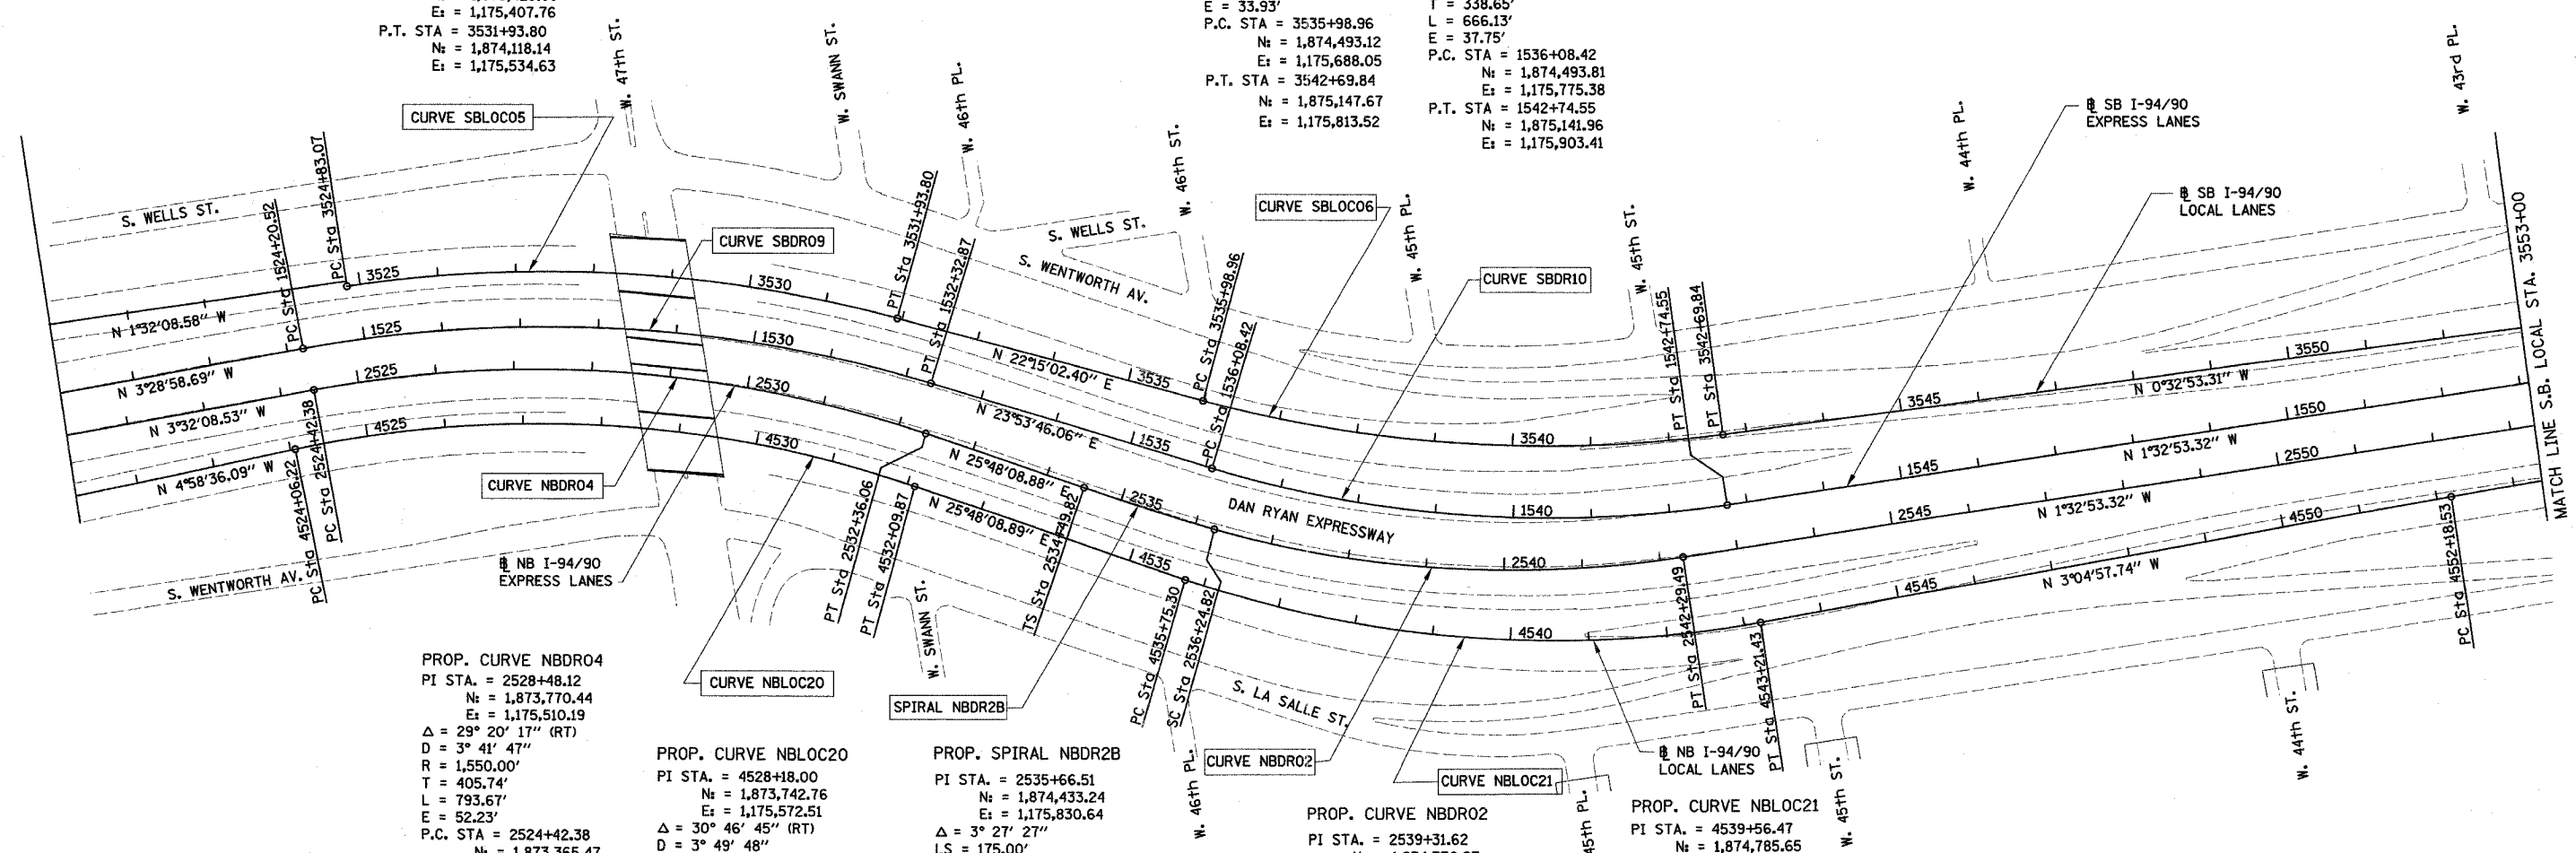 E: = 1,175,407.76
P.T. STA = 3531+93.80
N: = 1,874,118.14
E: = 1,175,534.63
E = 33.93'
P.C. STA = 3535+98.96
N: = 1,874,493.12
E: = 1,175,688.05
P.T. STA = 3542+69.84
N: = 1,875,147.67
E: = 1,175,813.52
T = 338.65'
L = 666.13'
E = 37.75'
P.C. STA = 1536+08.42
N: = 1,874,493.81
E: = 1,175,775.38
P.T. STA = 1542+74.55
N: = 1,875,141.96
E: = 1,175,903.41
W. 47th ST.
W. SWANN ST.
W. 46th PL.
W. 46th ST.
W. 45th PL.
W. 45th ST.
W. 44th PL.
W. 43rd PL.
CURVE SBLOC05
CURVE SBDR09
CURVE SBLOC06
CURVE SBDR10
SB I-94/90
EXPRESS LANES
SB I-94/90
LOCAL LANES
S. WELLS ST.
S. WELLS ST.
S. WENTWORTH AV.
PC Sta 1524+20.52
PC Sta 3524+83.07
PT Sta 3531+93.80
PT Sta 1532+32.87
PC Sta 3535+98.96
PC Sta 1536+08.42
PT Sta 1542+74.55
PT Sta 3542+69.84
MATCH LINE S.B. LOCAL STA. 3553+00
N 1°32'08.58" W
3525
3530
N 22°15'02.40" E
3535
3540
3545
N 0°32'53.31" W
3550
N 3°28'58.69" W
1525
1530
N 23°53'46.06" E
1535
1540
1545
N 1°32'53.32" W
1550
N 3°32'08.53" W
2525
2530
N 25°48'08.88" E
2535
DAN RYAN EXPRESSWAY
2540
2545
N 1°32'53.32" W
2550
N 4°58'36.09" W
4525
4530
N 25°48'08.89" E
4535
4540
4545
N 3°04'57.74" W
4550
PC Sta 4524+06.22
PC Sta 2524+42.38
PT Sta 2532+36.06
PT Sta 4532+09.87
TS Sta 2534+49.82
PC Sta 4535+75.30
SC Sta 2536+24.82
PT Sta 2542+29.49
PT Sta 4543+21.43
PC Sta 4552+18.53
CURVE NBDR04
NB I-94/90
EXPRESS LANES
S. WENTWORTH AV.
CURVE NBLOC20
W. SWANN ST.
SPIRAL NBDR2B
S. LA SALLE ST.
W. 46th PL.
CURVE NBDR02
CURVE NBLOC21
NB I-94/90
LOCAL LANES
45th PL.
W. 45th ST.
W. 44th ST.
PROP. CURVE NBDR04
PI STA. = 2528+48.12
N: = 1,873,770.44
E: = 1,175,510.19
Δ = 29° 20' 17" (RT)
D = 3° 41' 47"
R = 1,550.00'
T = 405.74'
L = 793.67'
E = 52.23'
P.C. STA = 2524+42.38
N: = 1,873,365.47
PROP. CURVE NBLOC20
PI STA. = 4528+18.00
N: = 1,873,742.76
E: = 1,175,572.51
Δ = 30° 46' 45" (RT)
D = 3° 49' 48"
PROP. SPIRAL NBDR2B
PI STA. = 2535+66.51
N: = 1,874,433.24
E: = 1,175,830.64
Δ = 3° 27' 27"
LS = 175.00'
PROP. CURVE NBDR02
PI STA. = 2539+31.62
PROP. CURVE NBLOC21
PI STA. = 4539+56.47
N: = 1,874,785.65